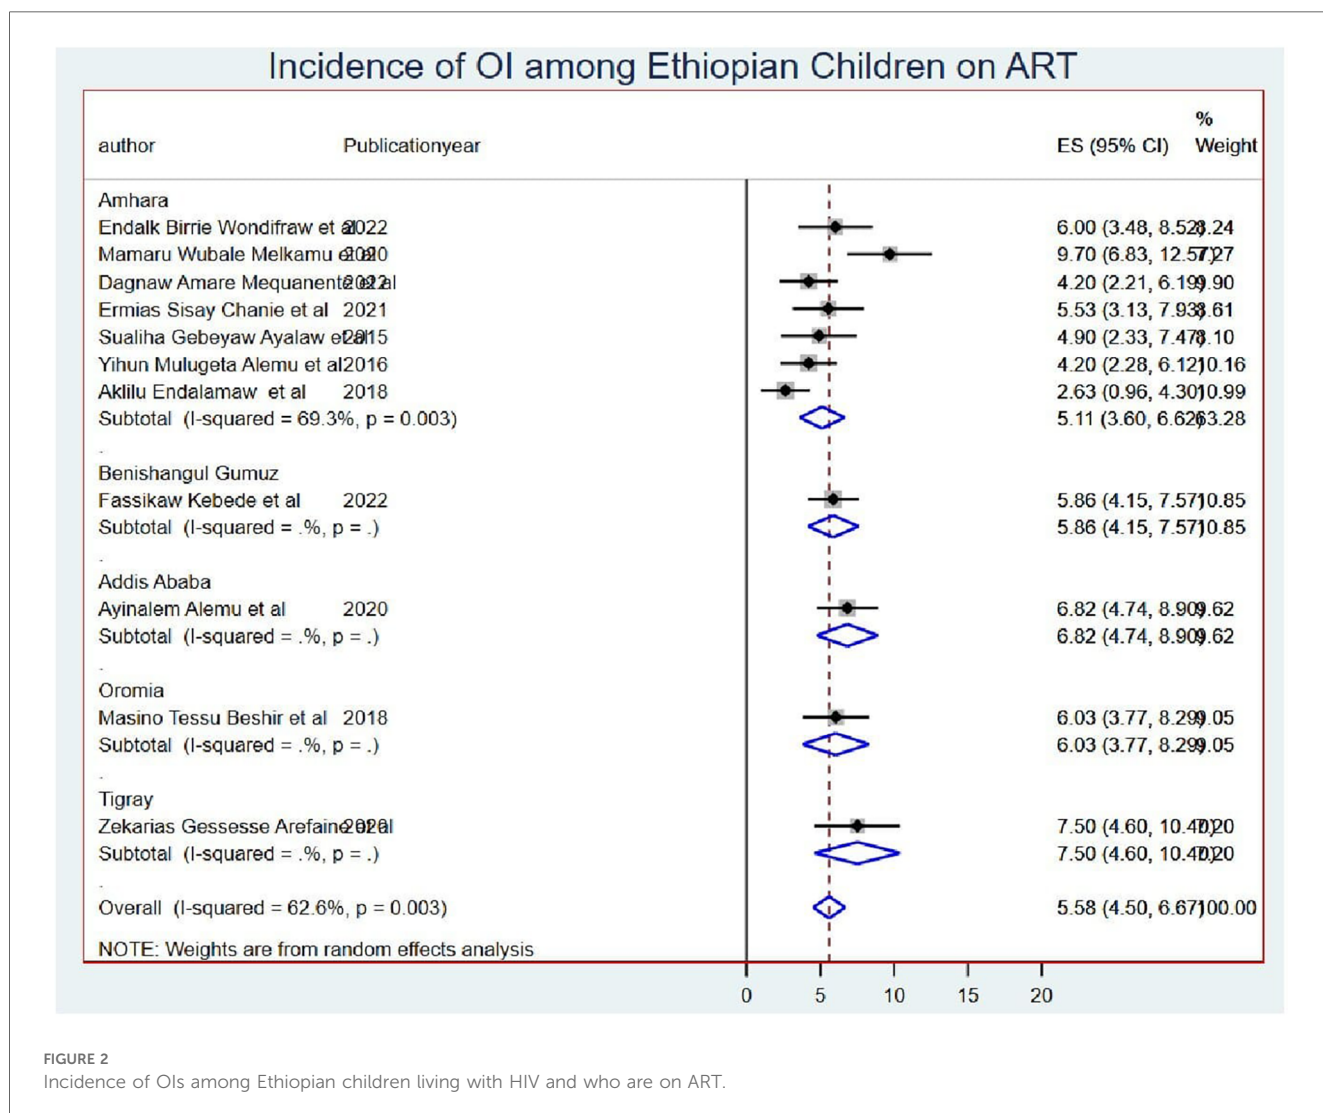 Incidence of OI among Ethiopian Children on ART
%
author Publicationyear ES (95% CI) Weight
Amhara
Endalk Birrie Wondifraw et al 2022 6.00 (3.48, 8.52) 8.24
Mamaru Wubale Melkamu et al 2020 9.70 (6.83, 12.57) 7.27
Dagnaw Amare Mequanente et al 2022 4.20 (2.21, 6.19) 9.90
Ermias Sisay Chanie et al 2021 5.53 (3.13, 7.93) 8.61
Sualiha Gebeyaw Ayalaw et al 2015 4.90 (2.33, 7.47) 8.10
Yihun Mulugeta Alemu et al 2016 4.20 (2.28, 6.12) 10.16
Aklilu Endalamaw et al 2018 2.63 (0.96, 4.30) 10.99
Subtotal (I-squared = 69.3%, p = 0.003) 5.11 (3.60, 6.62) 63.28
.
Benishangul Gumuz
Fassikaw Kebede et al 2022 5.86 (4.15, 7.57) 10.85
Subtotal (I-squared = .%, p = .) 5.86 (4.15, 7.57) 10.85
.
Addis Ababa
Ayinalem Alemu et al 2020 6.82 (4.74, 8.90) 9.62
Subtotal (I-squared = .%, p = .) 6.82 (4.74, 8.90) 9.62
.
Oromia
Masino Tessu Beshir et al 2018 6.03 (3.77, 8.29) 9.05
Subtotal (I-squared = .%, p = .) 6.03 (3.77, 8.29) 9.05
.
Tigray
Zekarias Gessesse Arefaine et al 2020 7.50 (4.60, 10.40) 7.20
Subtotal (I-squared = .%, p = .) 7.50 (4.60, 10.40) 7.20
.
Overall (I-squared = 62.6%, p = 0.003) 5.58 (4.50, 6.67) 100.00
NOTE: Weights are from random effects analysis
0 5 10 15 20
FIGURE 2
Incidence of OIs among Ethiopian children living with HIV and who are on ART.